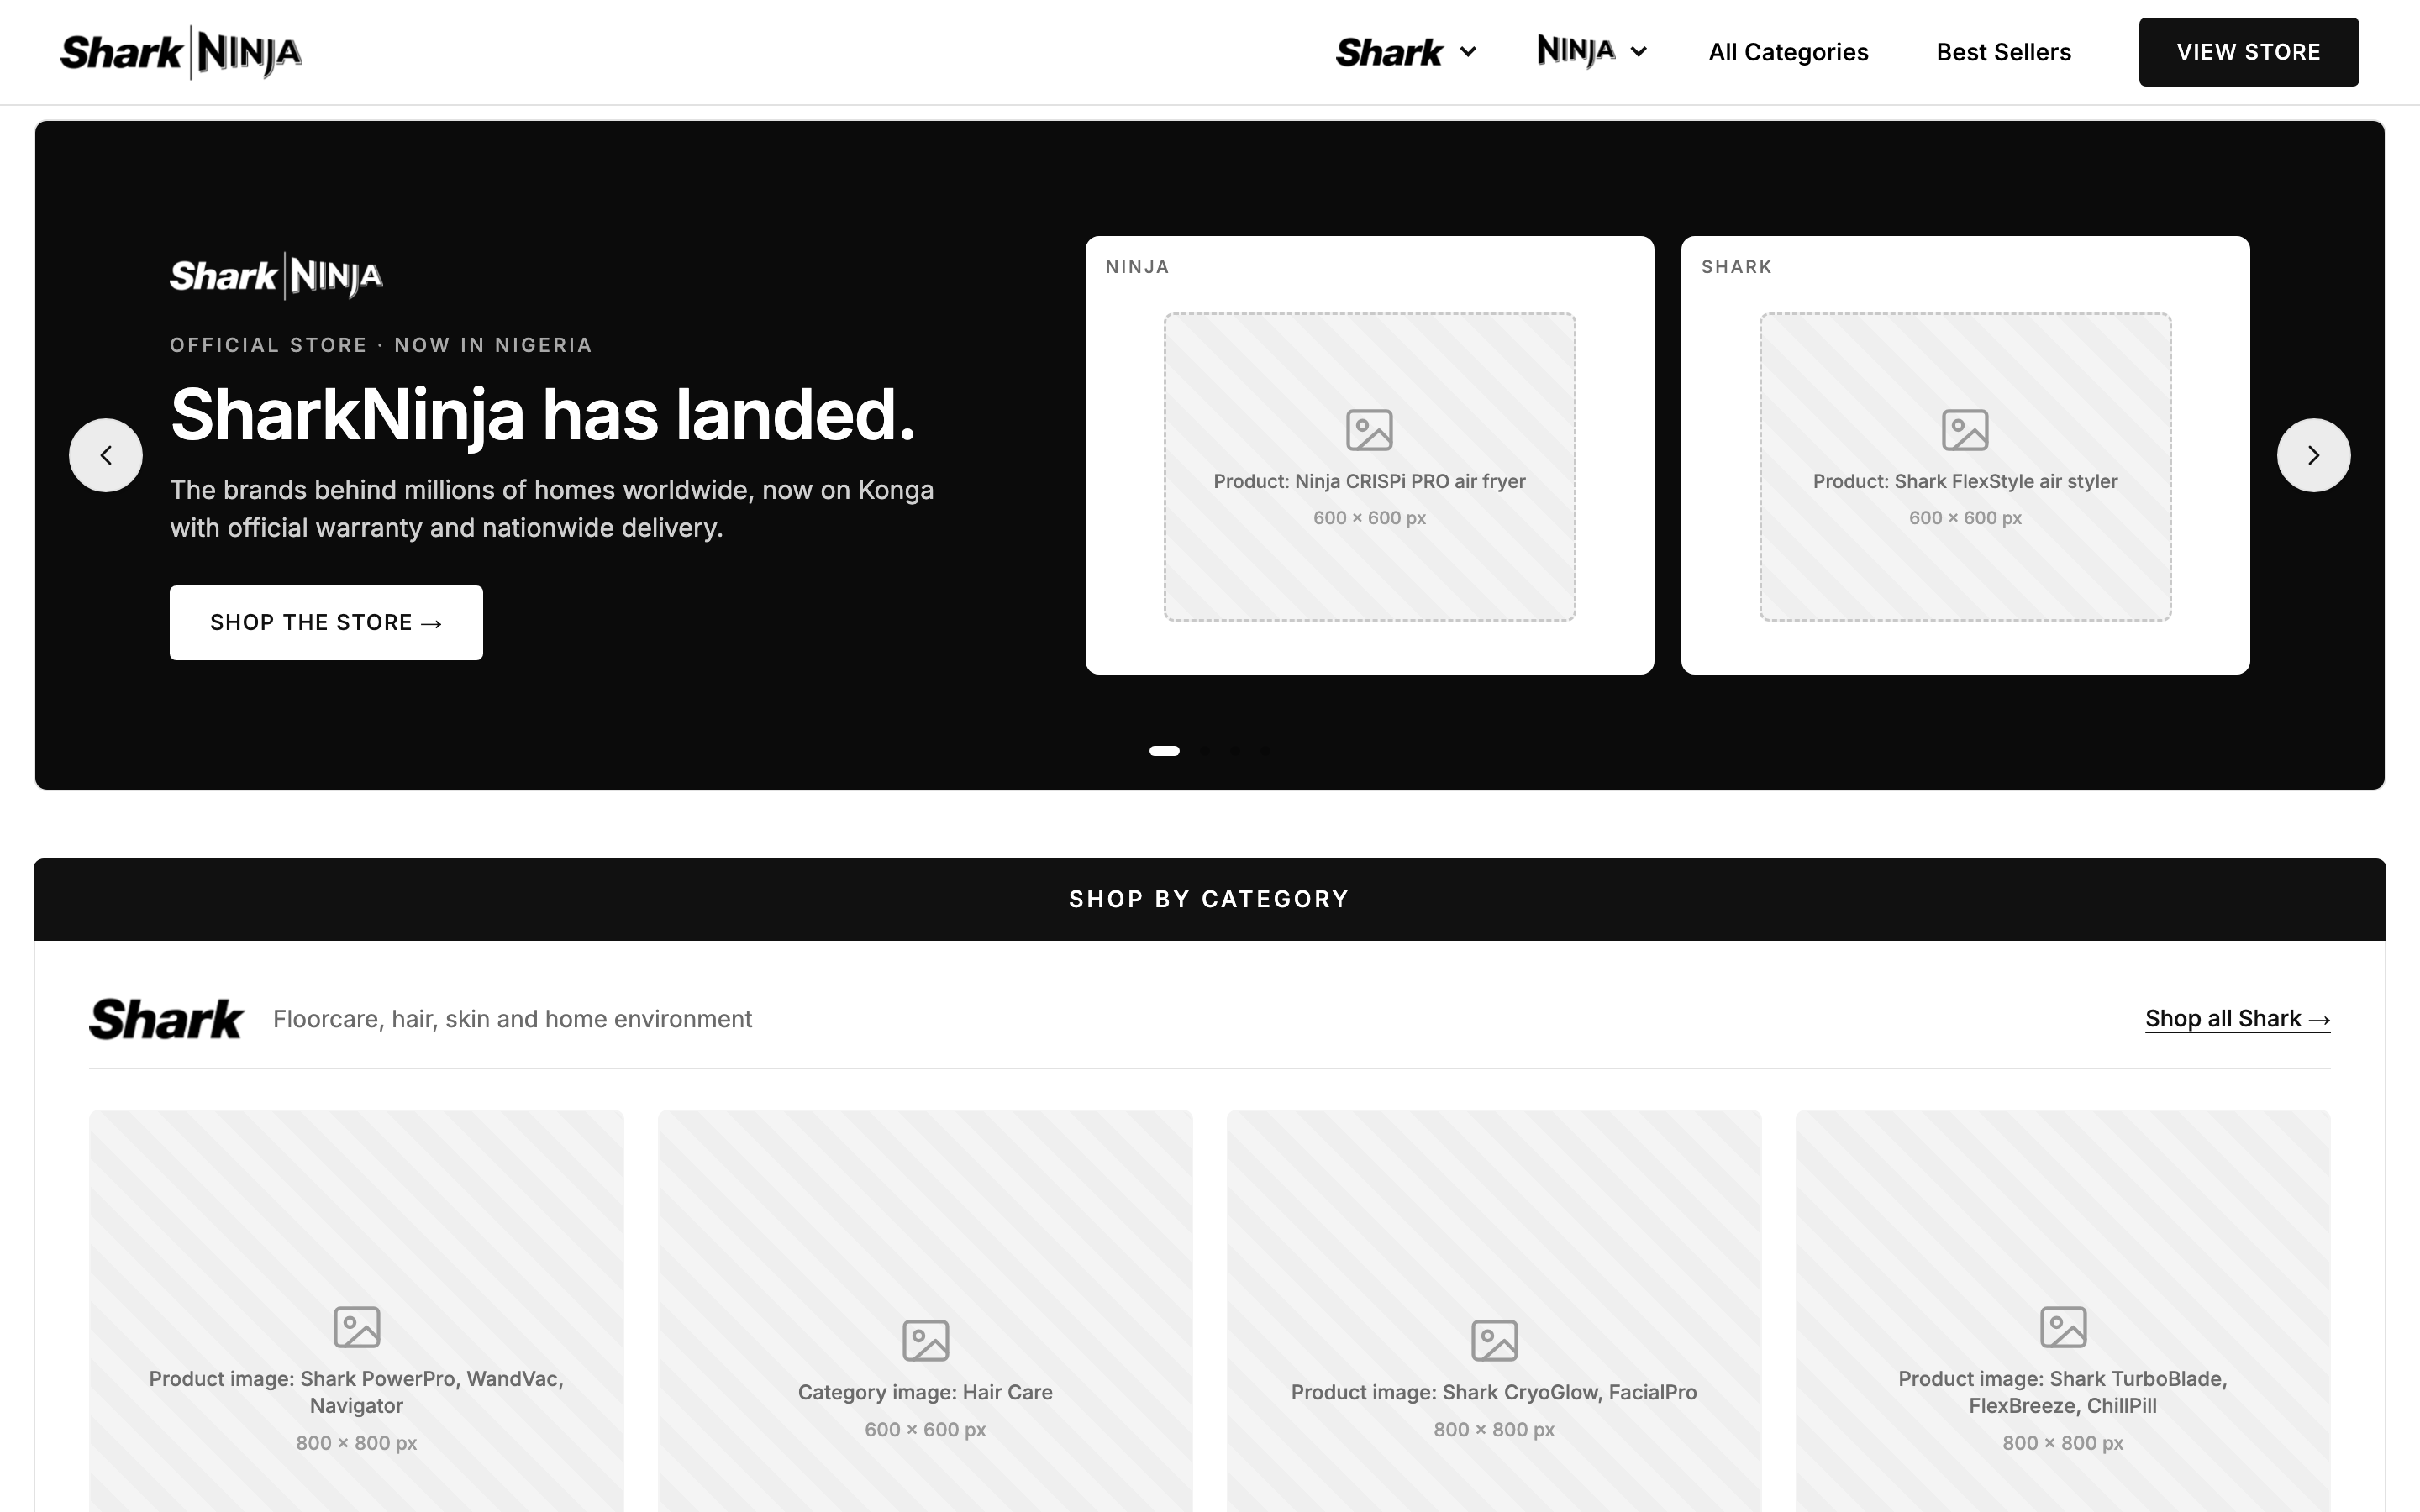 Shark NINJA
Shark
NINJA
All Categories
Best Sellers
VIEW STORE
Shark NINJA
OFFICIAL STORE · NOW IN NIGERIA
SharkNinja has landed.
The brands behind millions of homes worldwide, now on Konga
with official warranty and nationwide delivery.
SHOP THE STORE →
NINJA
Product: Ninja CRISPi PRO air fryer
600 × 600 px
SHARK
Product: Shark FlexStyle air styler
600 × 600 px
SHOP BY CATEGORY
Shark
Floorcare, hair, skin and home environment
Shop all Shark →
Product image: Shark PowerPro, WandVac,
Navigator
800 × 800 px
Category image: Hair Care
600 × 600 px
Product image: Shark CryoGlow, FacialPro
800 × 800 px
Product image: Shark TurboBlade,
FlexBreeze, ChillPill
800 × 800 px